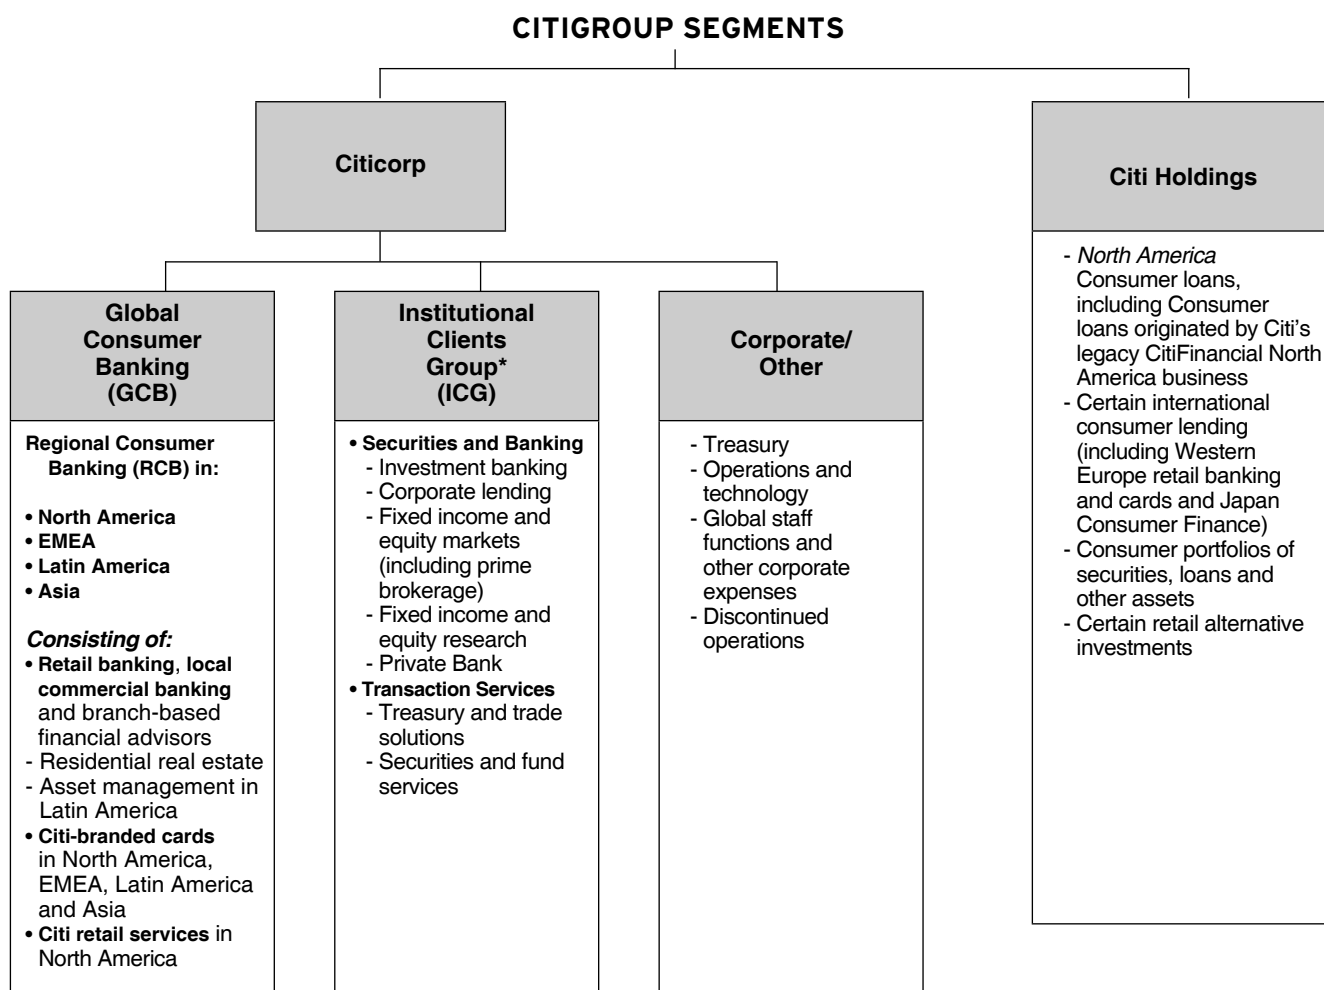 CITIGROUP SEGMENTS
Citicorp
Citi Holdings
Global
Consumer
Banking
(GCB)
Regional Consumer
Banking (RCB) in:
• North America
• EMEA
• Latin America
• Asia
Consisting of:
• Retail banking, local
commercial banking
and branch-based
financial advisors
- Residential real estate
- Asset management in
Latin America
• Citi-branded cards
in North America,
EMEA, Latin America
and Asia
• Citi retail services in
North America
Institutional
Clients
Group*
(ICG)
• Securities and Banking
- Investment banking
- Corporate lending
- Fixed income and
equity markets
(including prime
brokerage)
- Fixed income and
equity research
- Private Bank
• Transaction Services
- Treasury and trade
solutions
- Securities and fund
services
Corporate/
Other
- Treasury
- Operations and
technology
- Global staff
functions and
other corporate
expenses
- Discontinued
operations
- North America
Consumer loans,
including Consumer
loans originated by Citi’s
legacy CitiFinancial North
America business
- Certain international
consumer lending
(including Western
Europe retail banking
and cards and Japan
Consumer Finance)
- Consumer portfolios of
securities, loans and
other assets
- Certain retail alternative
investments